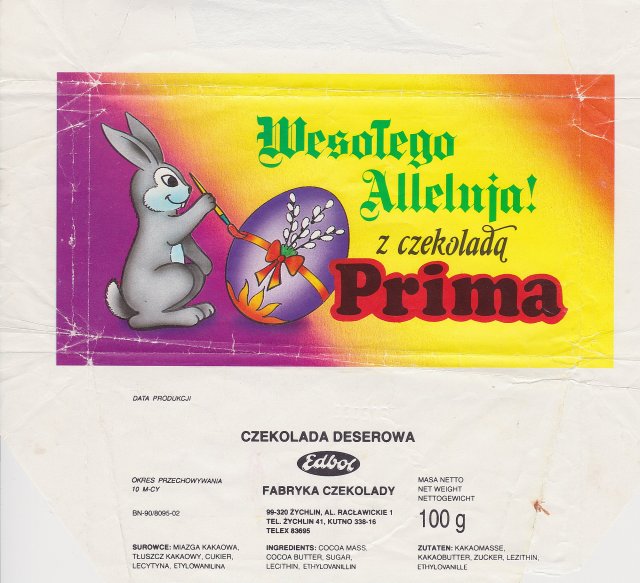 Wesołego
Alleluja!
z czekoladą
Prima
DATA PRODUKCJI
CZEKOLADA DESEROWA
Edbol
FABRYKA CZEKOLADY
OKRES PRZECHOWYWANIA
10 M-CY
BN-90/8095-02
99-320 ŻYCHLIN, AL. RACŁAWICKIE 1
TEL. ŻYCHLIN 41, KUTNO 338-16
TELEX 83695
MASA NETTO
NET WEIGHT
NETTOGEWICHT
100 g
SUROWCE: MIAZGA KAKAOWA,
TŁUSZCZ KAKAOWY, CUKIER,
LECYTYNA, ETYLOWANILINA
INGREDIENTS: COCOA MASS,
COCOA BUTTER, SUGAR,
LECITHIN, ETHYLOVANILLIN
ZUTATEN: KAKAOMASSE,
KAKAOBUTTER, ZUCKER, LEZITHIN,
ETHYLOVANILLE